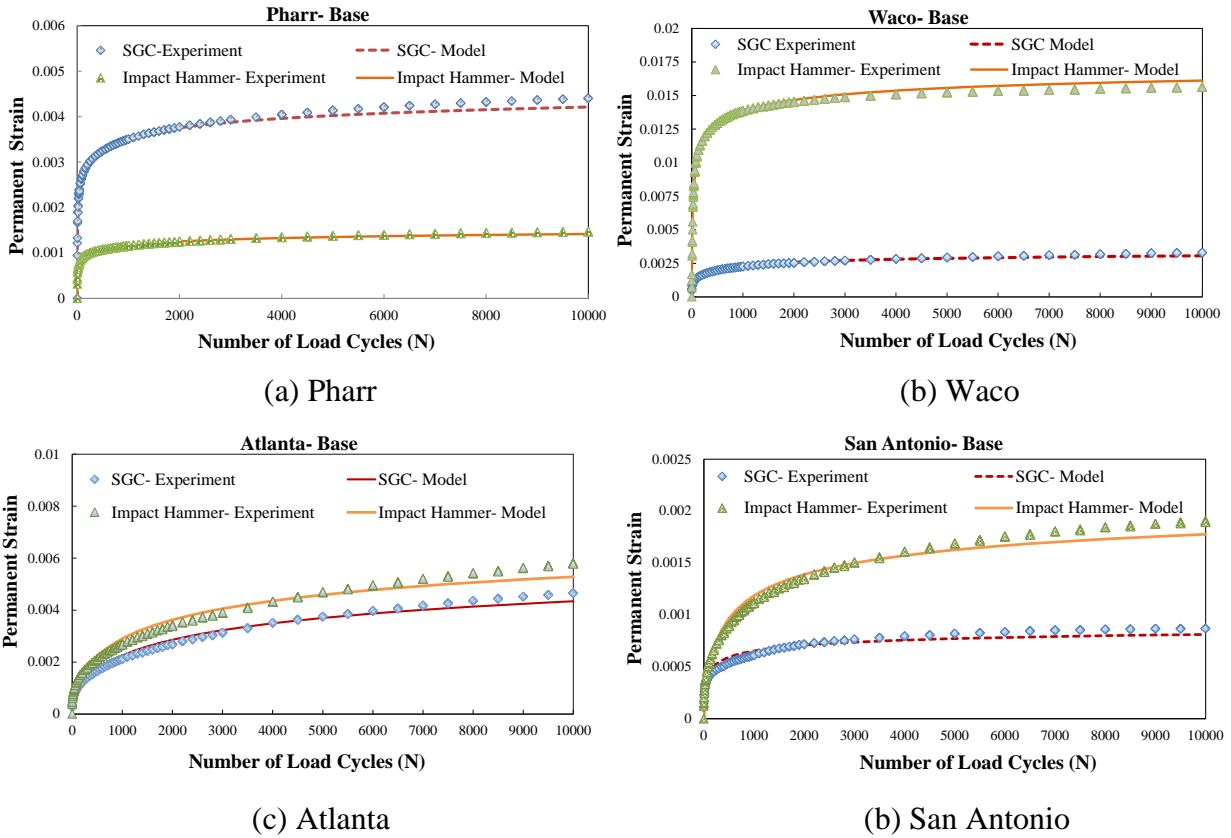 Pharr- Base
SGC-Experiment
SGC- Model
Impact Hammer- Experiment
Impact Hammer- Model
0.006
0.005
0.004
0.003
0.002
0.001
0
Permanent Strain
0 2000 4000 6000 8000 10000
Number of Load Cycles (N)
(a) Pharr
Waco- Base
SGC Experiment
SGC Model
Impact Hammer- Experiment
Impact Hammer- Model
0.02
0.0175
0.015
0.0125
0.01
0.0075
0.005
0.0025
0
Permanent Strain
0 1000 2000 3000 4000 5000 6000 7000 8000 9000 10000
Number of Load Cycles (N)
(b) Waco
Atlanta- Base
SGC- Experiment
SGC- Model
Impact Hammer- Experiment
Impact Hammer- Model
0.01
0.008
0.006
0.004
0.002
0
Permanent Strain
0 1000 2000 3000 4000 5000 6000 7000 8000 9000 10000
Number of Load Cycles (N)
(c) Atlanta
San Antonio- Base
SGC- Experiment
SGC- Model
Impact Hammer- Experiment
Impact Hammer- Model
0.0025
0.002
0.0015
0.001
0.0005
0
Permanent Strain
0 1000 2000 3000 4000 5000 6000 7000 8000 9000 10000
Number of Load Cycles (N)
(b) San Antonio